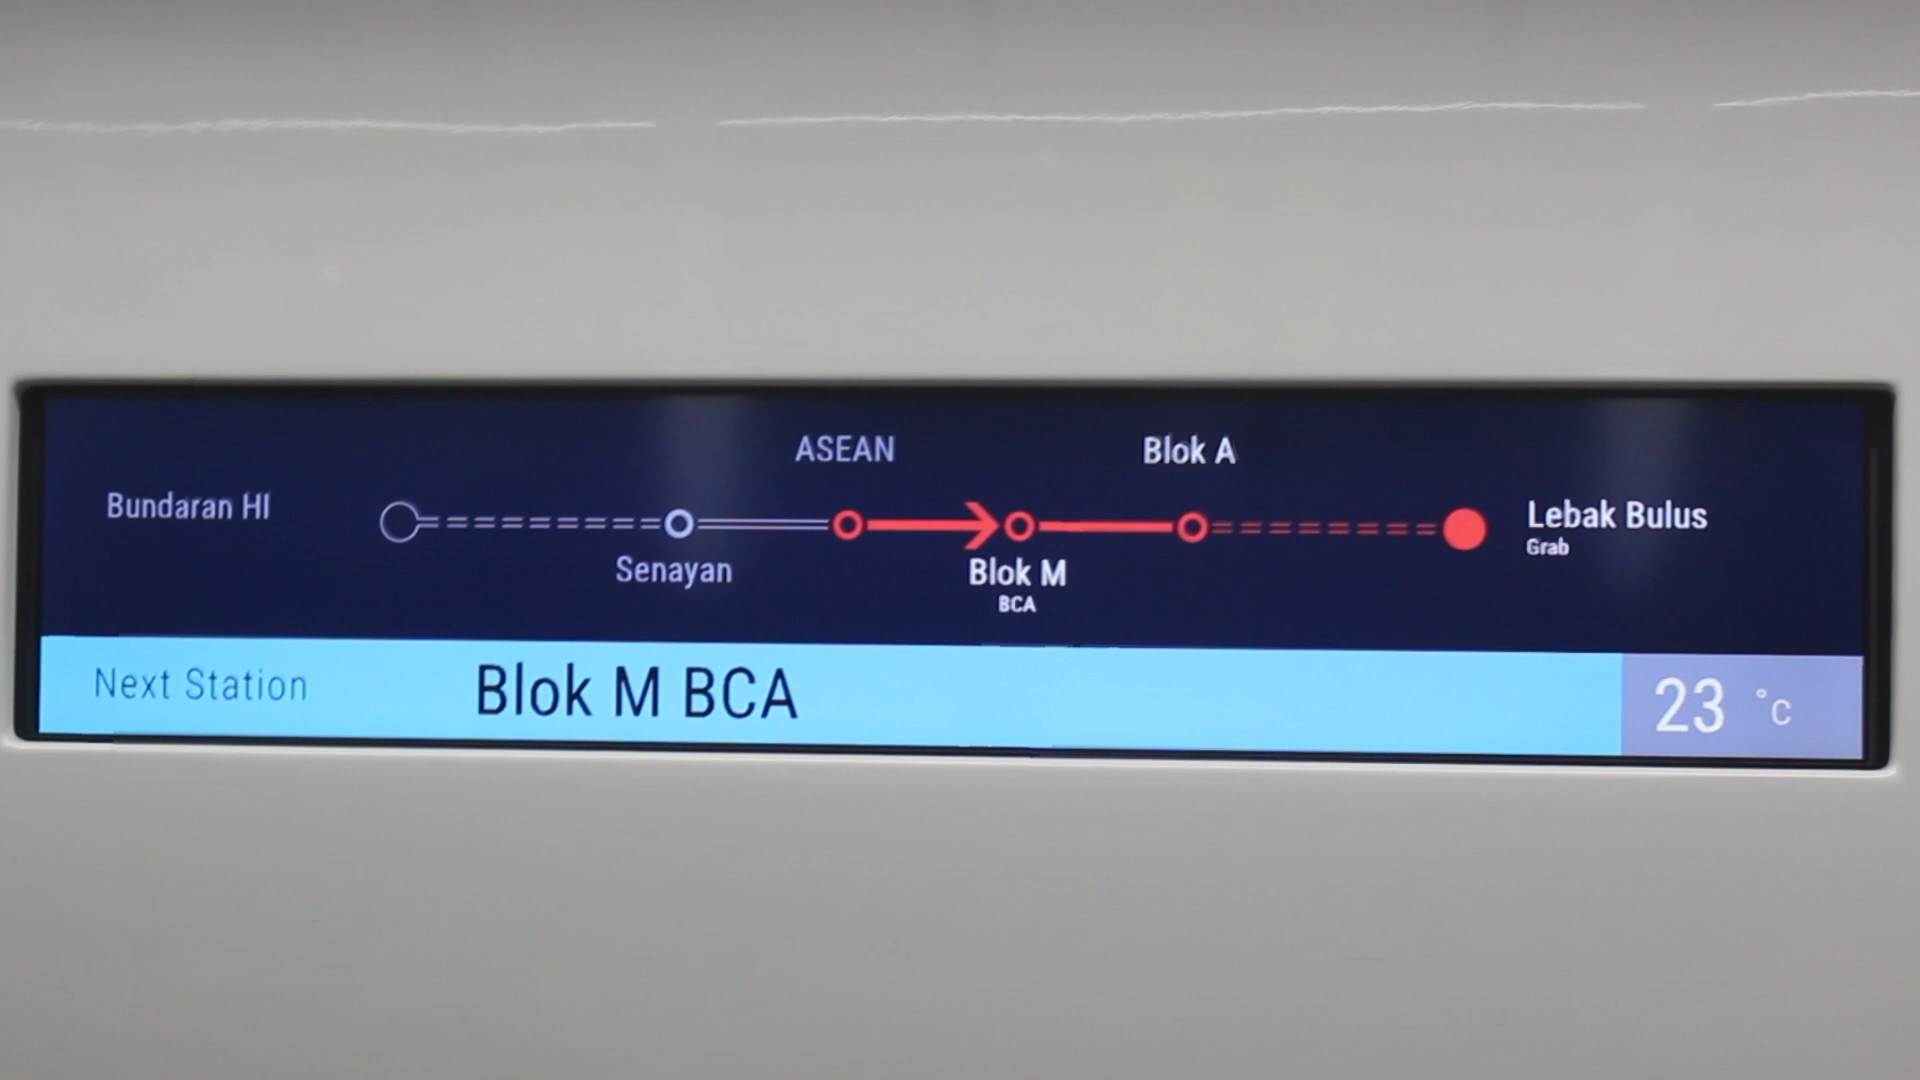 ASEAN
Blok A
Bundaran HI
Lebak Bulus
Grab
Senayan
Blok M
BCA
Next Station
Blok M BCA
23 °C